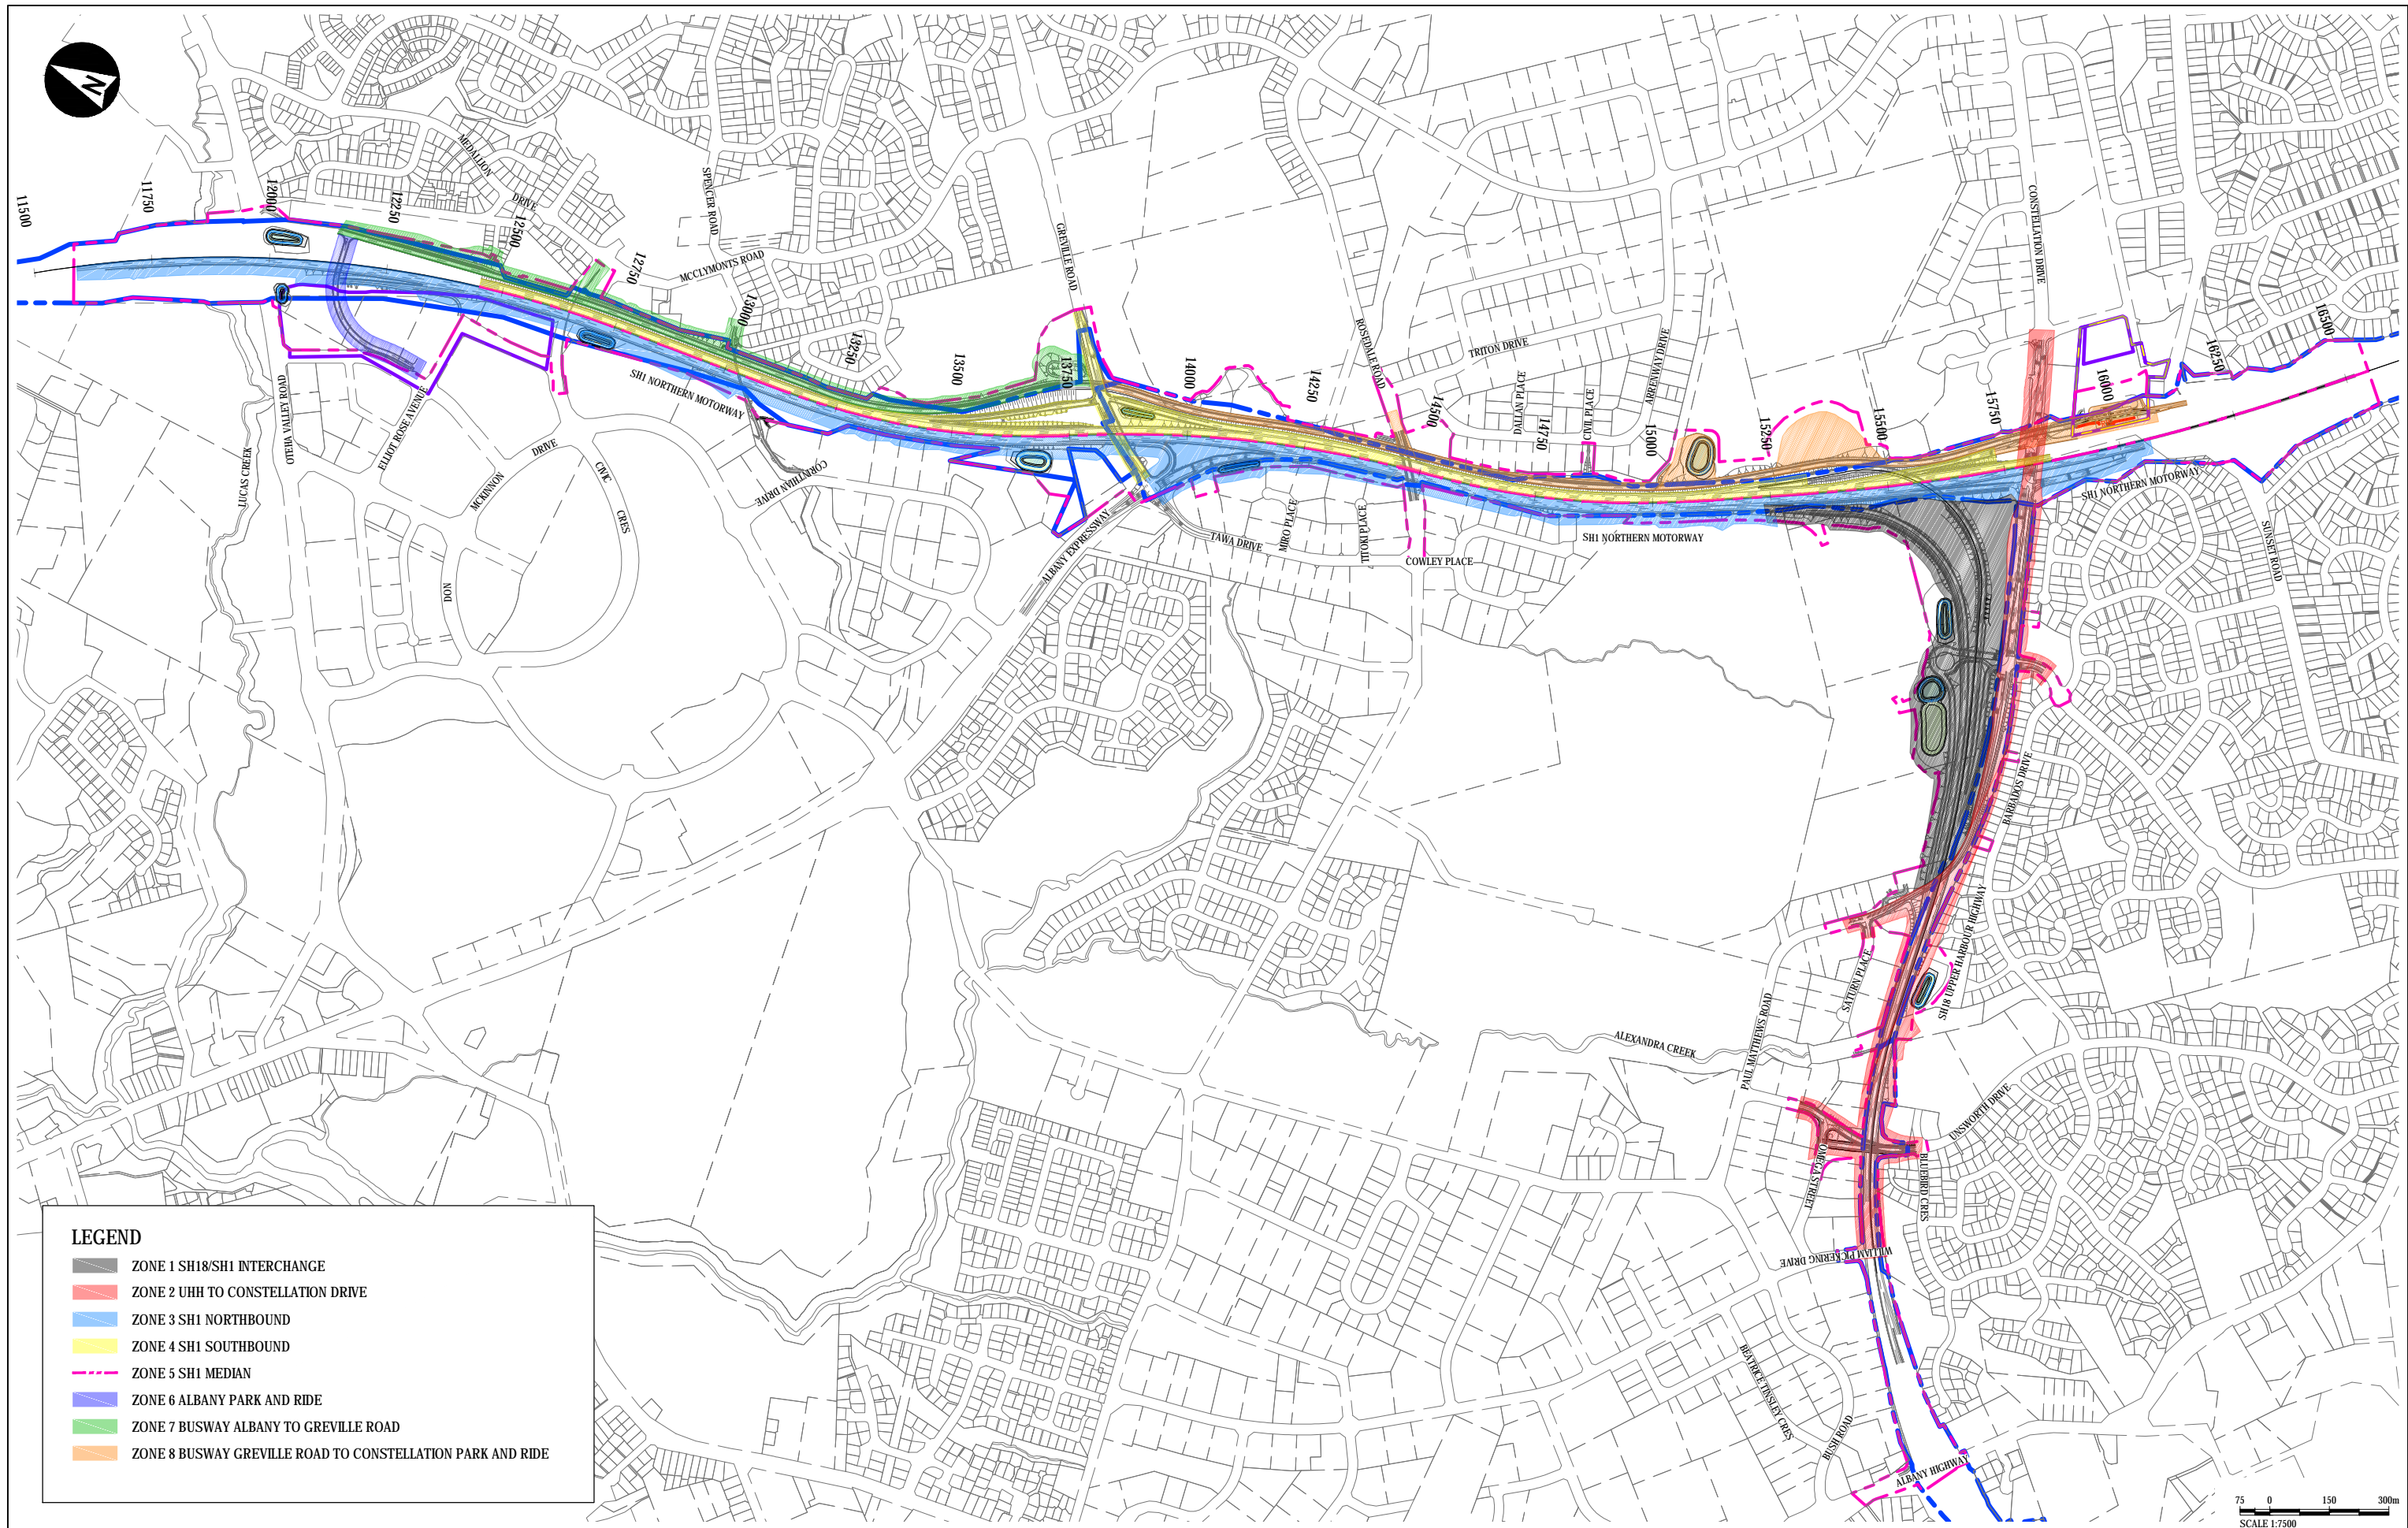 N
11500
11750
12000
12250
12500
12750
13000
13250
13500
13750
14000
14250
14500
14750
15000
15250
15500
15750
16000
16250
16500
MEDALLION
DRIVE
SPENCER ROAD
MCCLYMONTS ROAD
GREVILLE ROAD
ROSEDALE ROAD
TRITON DRIVE
DALLAN PLACE
CIVIL PLACE
ARRENWAY DRIVE
CONSTELLATION DRIVE
SH1 NORTHERN MOTORWAY
SUNSET ROAD
SH1 NORTHERN MOTORWAY
SH1 NORTHERN MOTORWAY
LUCAS CREEK
OTEHA VALLEY ROAD
ELLIOT ROSE AVENUE
MCKINNON
DRIVE
CIVIC
CRES
DON
CORINTHIAN DRIVE
ALBANY EXPRESSWAY
TAWA DRIVE
MIRO PLACE
TITOKI PLACE
COWLEY PLACE
BARBADOS DRIVE
SH18 UPPER HARBOUR HIGHWAY
SATURN PLACE
PAUL MATTHEWS ROAD
ALEXANDRA CREEK
UNSWORTH DRIVE
OMEGA STREET
BLUEBIRD CRES
WILLIAM PICKERING DRIVE
BEATRICE TINSLEY CRES
BUSH ROAD
ALBANY HIGHWAY
LEGEND
ZONE 1 SH18/SH1 INTERCHANGE
ZONE 2 UHH TO CONSTELLATION DRIVE
ZONE 3 SH1 NORTHBOUND
ZONE 4 SH1 SOUTHBOUND
ZONE 5 SH1 MEDIAN
ZONE 6 ALBANY PARK AND RIDE
ZONE 7 BUSWAY ALBANY TO GREVILLE ROAD
ZONE 8 BUSWAY GREVILLE ROAD TO CONSTELLATION PARK AND RIDE
75 0 150 300m
SCALE 1:7500